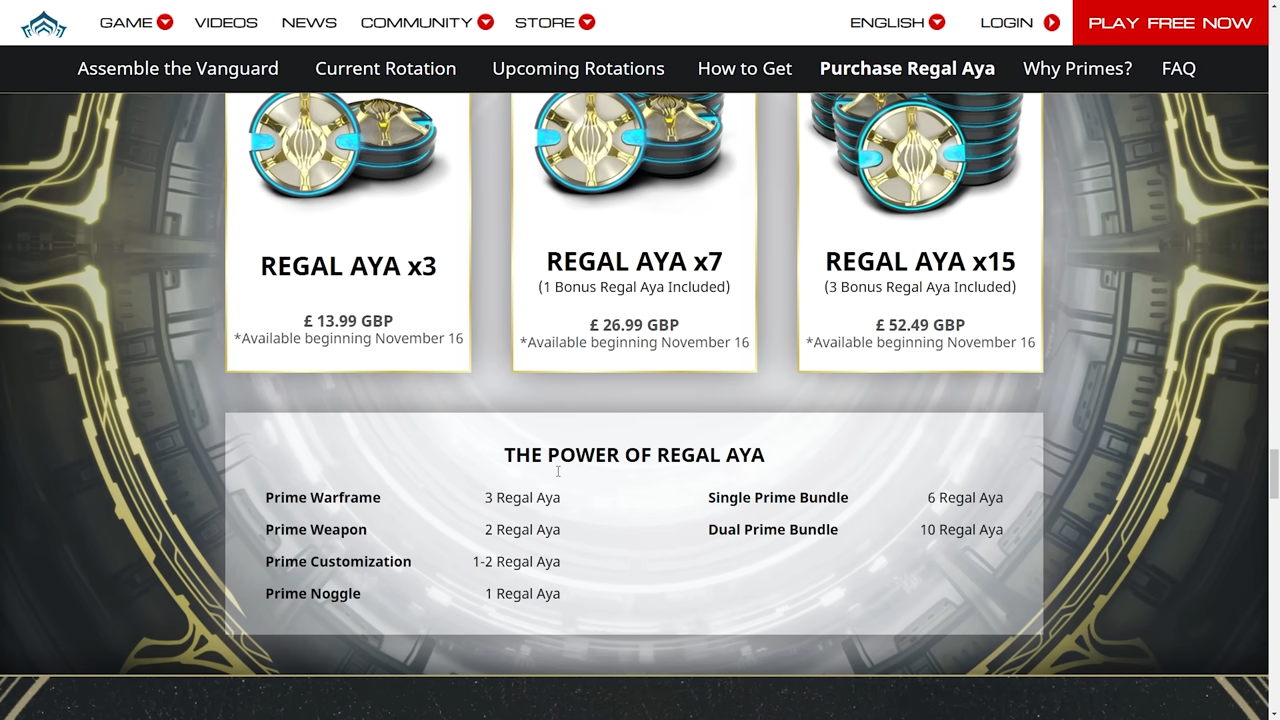 GAME VIDEOS NEWS COMMUNITY STORE ENGLISH LOGIN PLAY FREE NOW
Assemble the Vanguard Current Rotation Upcoming Rotations How to Get Purchase Regal Aya Why Primes? FAQ
REGAL AYA x3
£ 13.99 GBP
*Available beginning November 16
REGAL AYA x7
(1 Bonus Regal Aya Included)
£ 26.99 GBP
*Available beginning November 16
REGAL AYA x15
(3 Bonus Regal Aya Included)
£ 52.49 GBP
*Available beginning November 16
THE POWER OF REGAL AYA
Prime Warframe 3 Regal Aya
Prime Weapon 2 Regal Aya
Prime Customization 1-2 Regal Aya
Prime Noggle 1 Regal Aya
Single Prime Bundle 6 Regal Aya
Dual Prime Bundle 10 Regal Aya